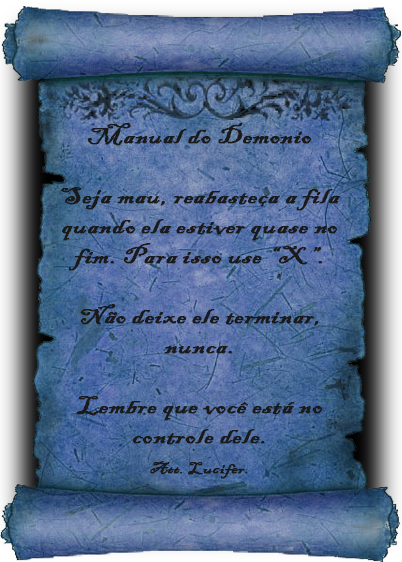 Manual do Demonio
Seja mau, reabasteça a fila
quando ela estiver quase no
fim. Para isso use “X”.
Não deixe ele terminar,
nunca.
Lembre que você está no
controle dele.
Att. Lucifer.